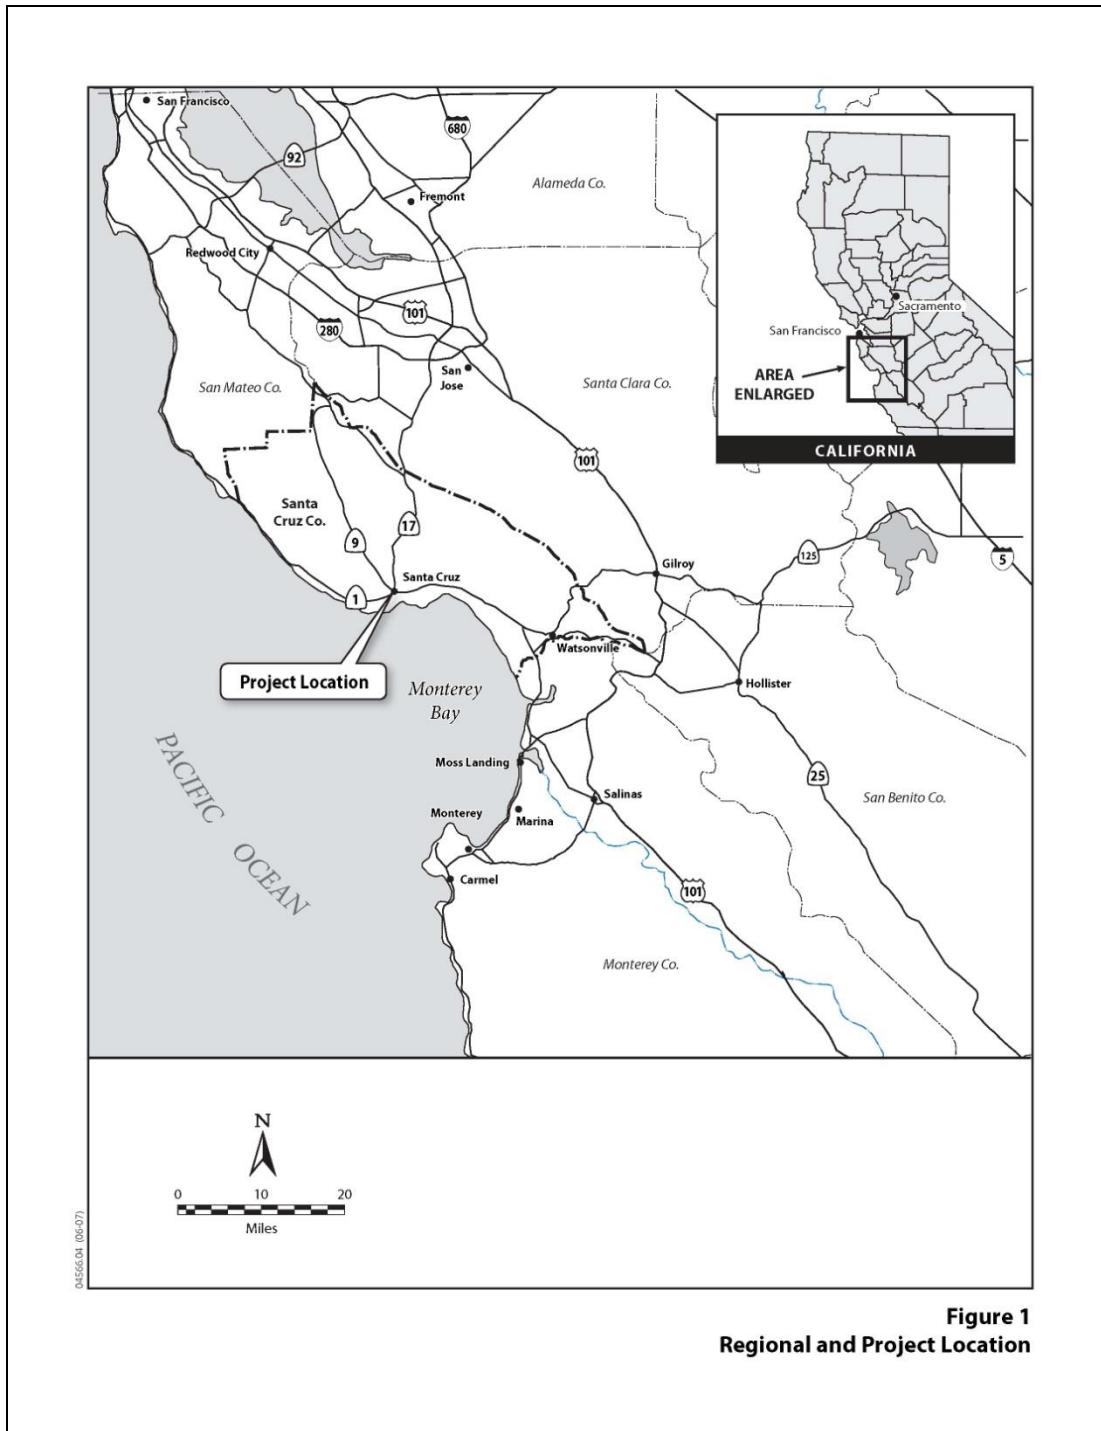 San Francisco
680
92
Alameda Co.
Fremont
Redwood City
101
280
San
Jose
San Mateo Co.
Santa Clara Co.
Sacramento
San Francisco
AREA
ENLARGED
CALIFORNIA
101
Santa
Cruz Co.
17
9
125
5
Gilroy
Santa Cruz
1
Watsonville
Project Location
Hollister
Monterey
Bay
PACIFIC
OCEAN
Moss Landing
25
Salinas
San Benito Co.
Monterey
Marina
Carmel
101
Monterey Co.
N
0 10 20
Miles
04566.04 (06-07)
Figure 1
Regional and Project Location